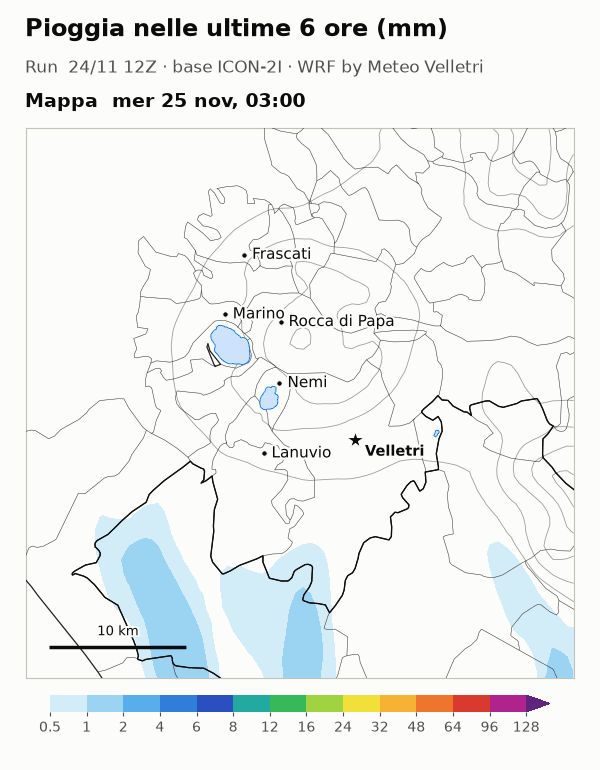 Pioggia nelle ultime 6 ore (mm)
Run  24/11 12Z · base ICON-2I · WRF by Meteo Velletri
Mappa  mer 25 nov, 03:00
Frascati
Marino
Rocca di Papa
Nemi
Velletri
Lanuvio
10 km
0.5 1 2 4 6 8 12 16 24 32 48 64 96 128